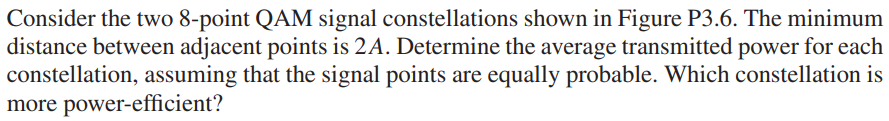 Consider the two 8-point QAM signal constellations shown in Figure P3.6. The minimum
distance between adjacent points is 2A. Determine the average transmitted power for each
constellation, assuming that the signal points are equally probable. Which constellation is
more power-efficient?